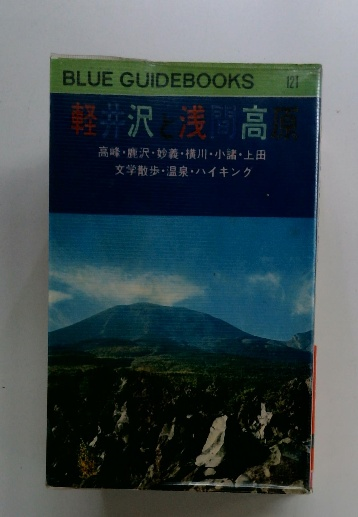 BLUE GUIDEBOOKS 121
軽井沢と浅間高原
高峰・鹿沢・妙義・横川・小諸・上田
文学散歩・温泉・ハイキング